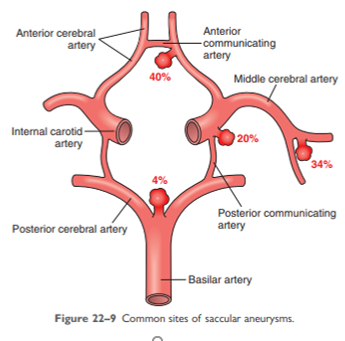 Anterior cerebral
artery
Anterior
communicating
artery
40%
Middle cerebral artery
Internal carotid
artery
20%
34%
4%
Posterior communicating
artery
Posterior cerebral artery
Basilar artery
Figure 22–9 Common sites of saccular aneurysms.